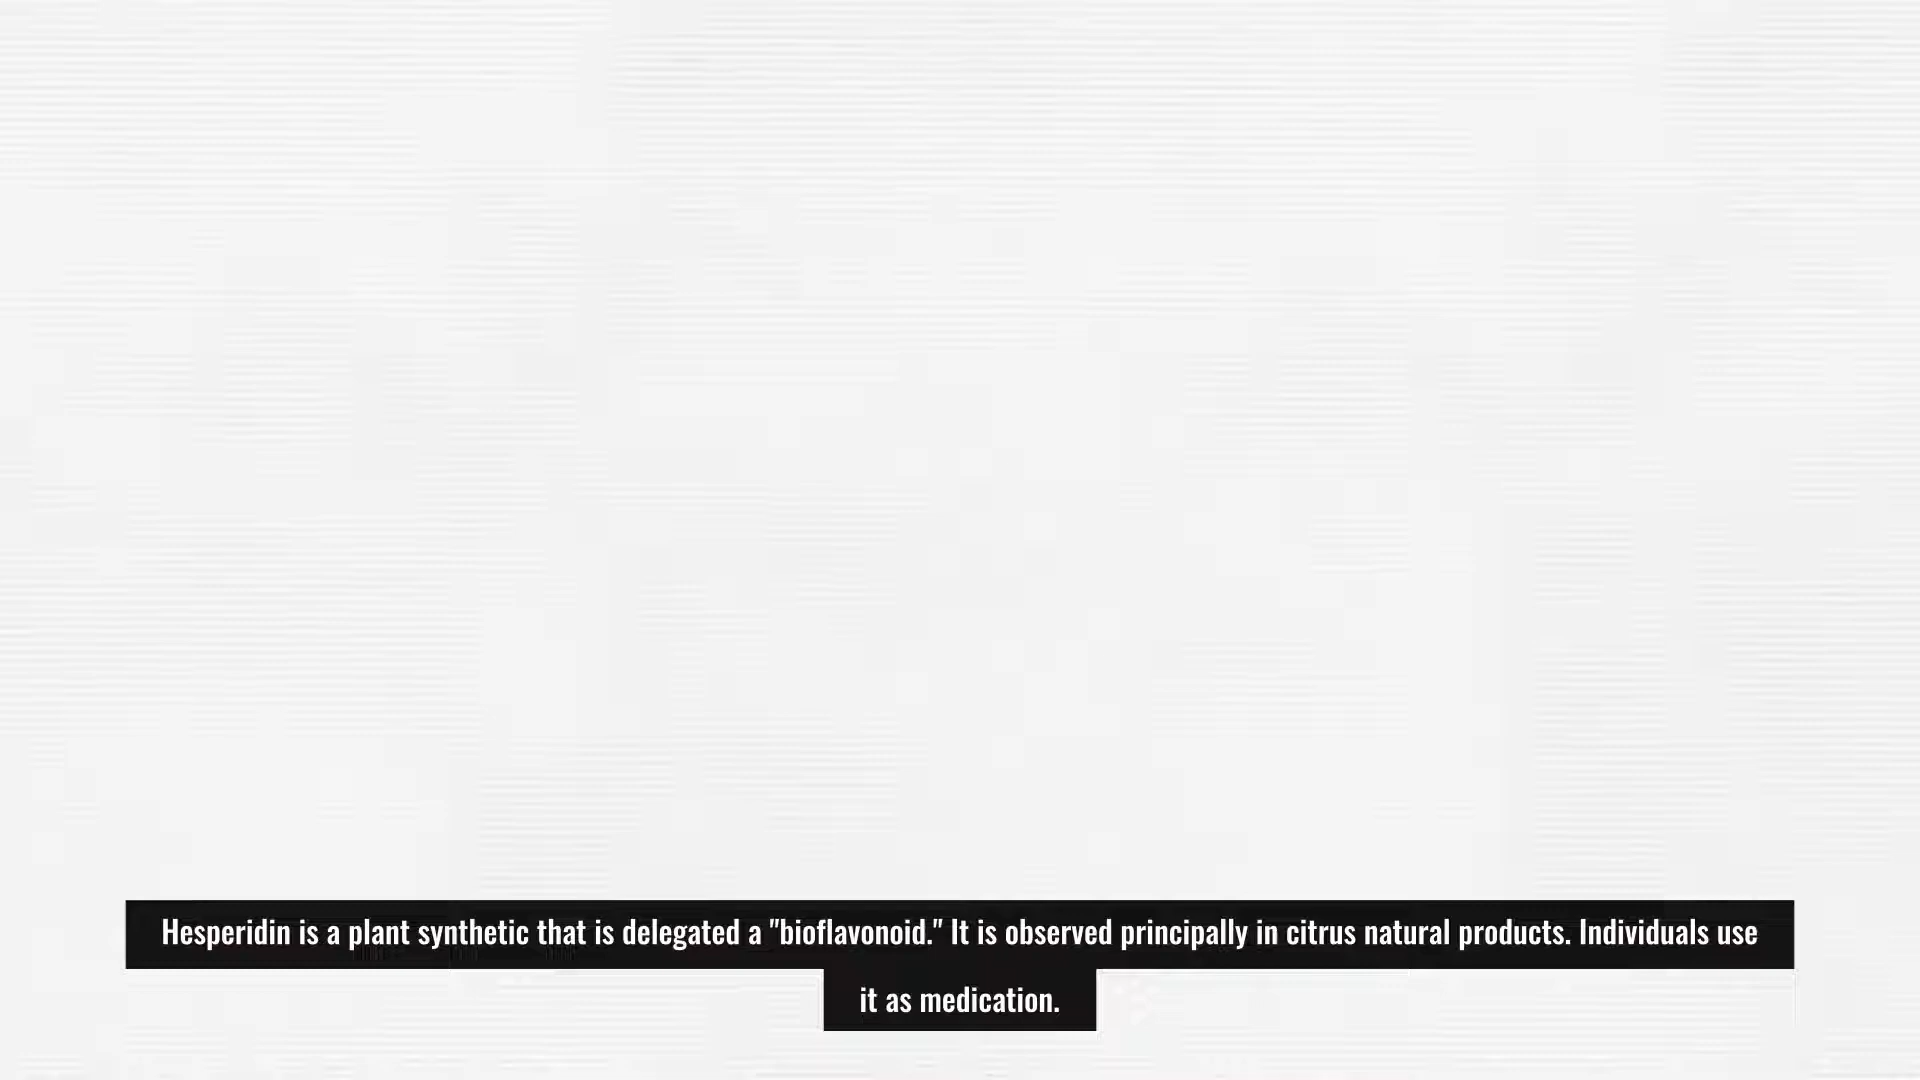 Hesperidin is a plant synthetic that is delegated a "bioflavonoid." It is observed principally in citrus natural products. Individuals use
it as medication.